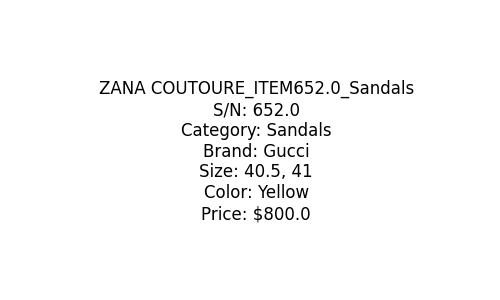 ZANA COUTOURE_ITEM652.0_Sandals
S/N: 652.0
Category: Sandals
Brand: Gucci
Size: 40.5, 41
Color: Yellow
Price: $800.0